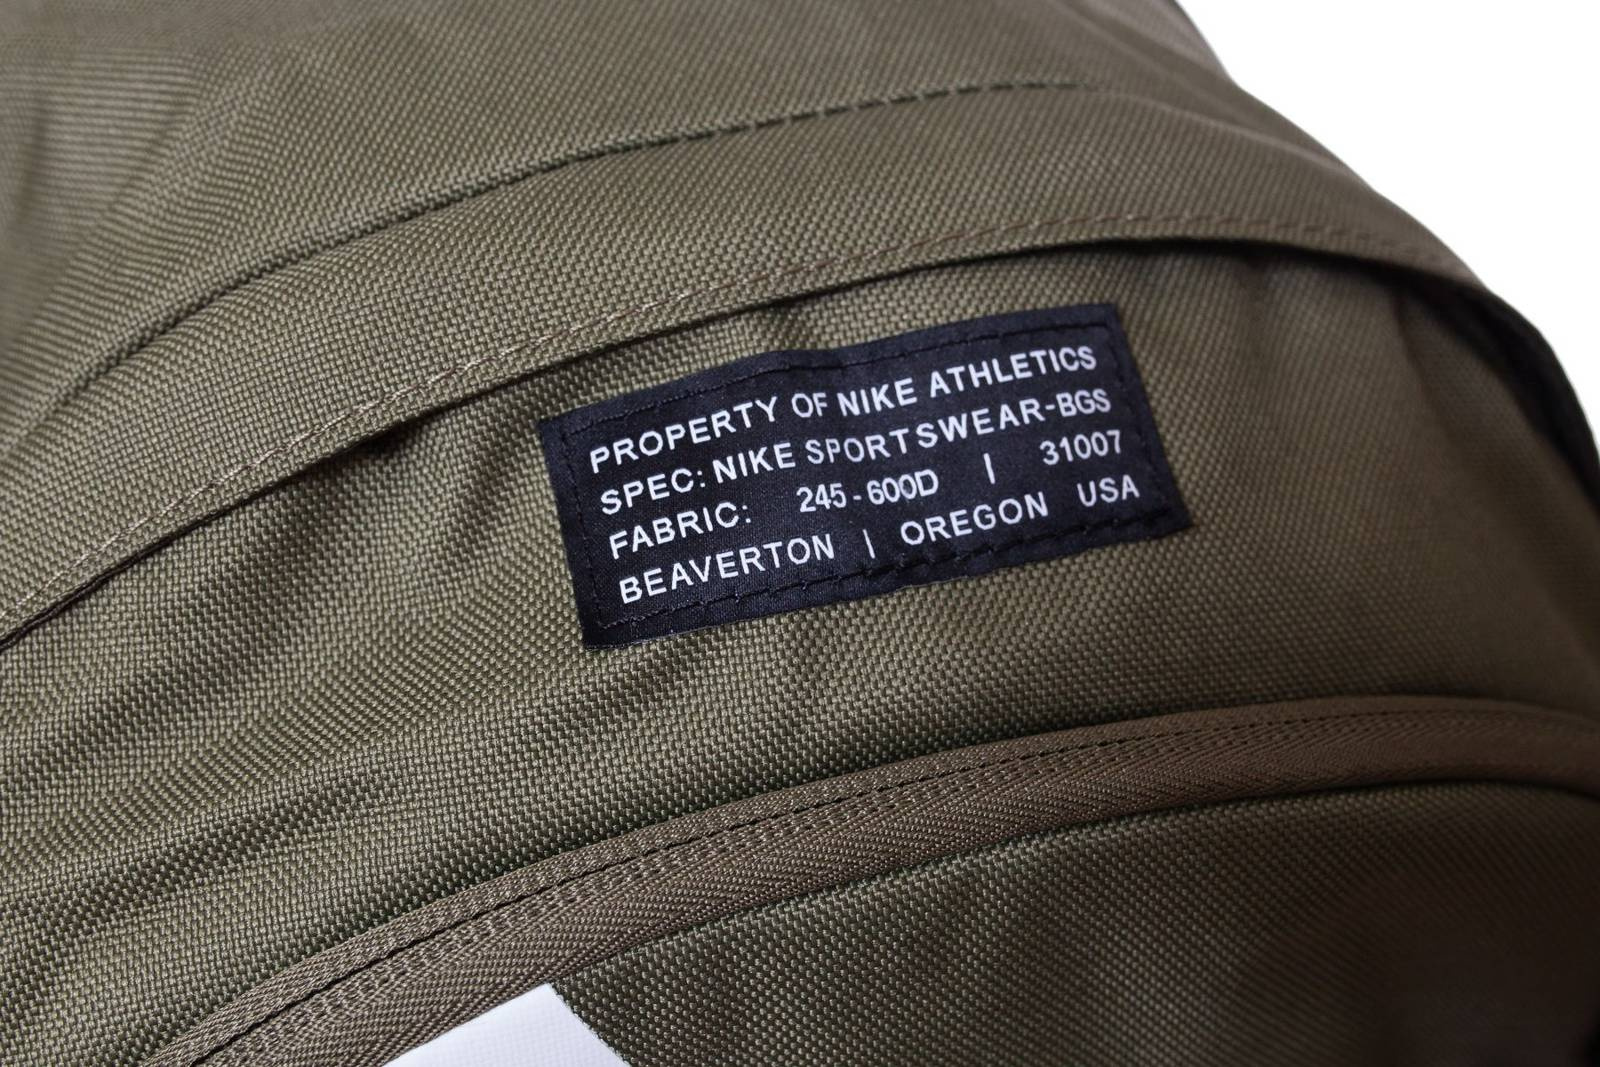 PROPERTY OF NIKE ATHLETICS
SPEC: NIKE SPORTSWEAR-BGS
FABRIC: 245-600D | 31007
BEAVERTON | OREGON USA